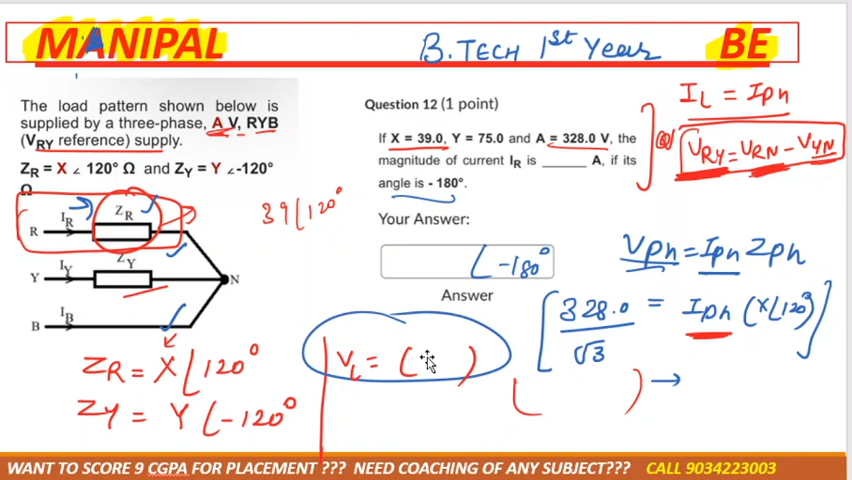 MANIPAL
B. TECH 1st Year
BE
The load pattern shown below is
supplied by a three-phase, A V, RYB
(VRY reference) supply.
ZR = X ∠ 120° Ω and ZY = Y ∠-120°
Ω
R IR ZR
Y IY ZY
N
B IB
39∠120°
ZR = X∠120°
ZY = Y∠-120°
Question 12 (1 point)
If X = 39.0, Y = 75.0 and A = 328.0 V, the
magnitude of current IR is ______ A, if its
angle is - 180°.
Your Answer:
∠-180°
Answer
VL = ( )
IL = IPh
VRY = VRN - VYN
VPh = IPh ZPh
328.0 / √3 = IPh (X∠120°)
( ) →
WANT TO SCORE 9 CGPA FOR PLACEMENT ??? NEED COACHING OF ANY SUBJECT??? CALL 9034223003